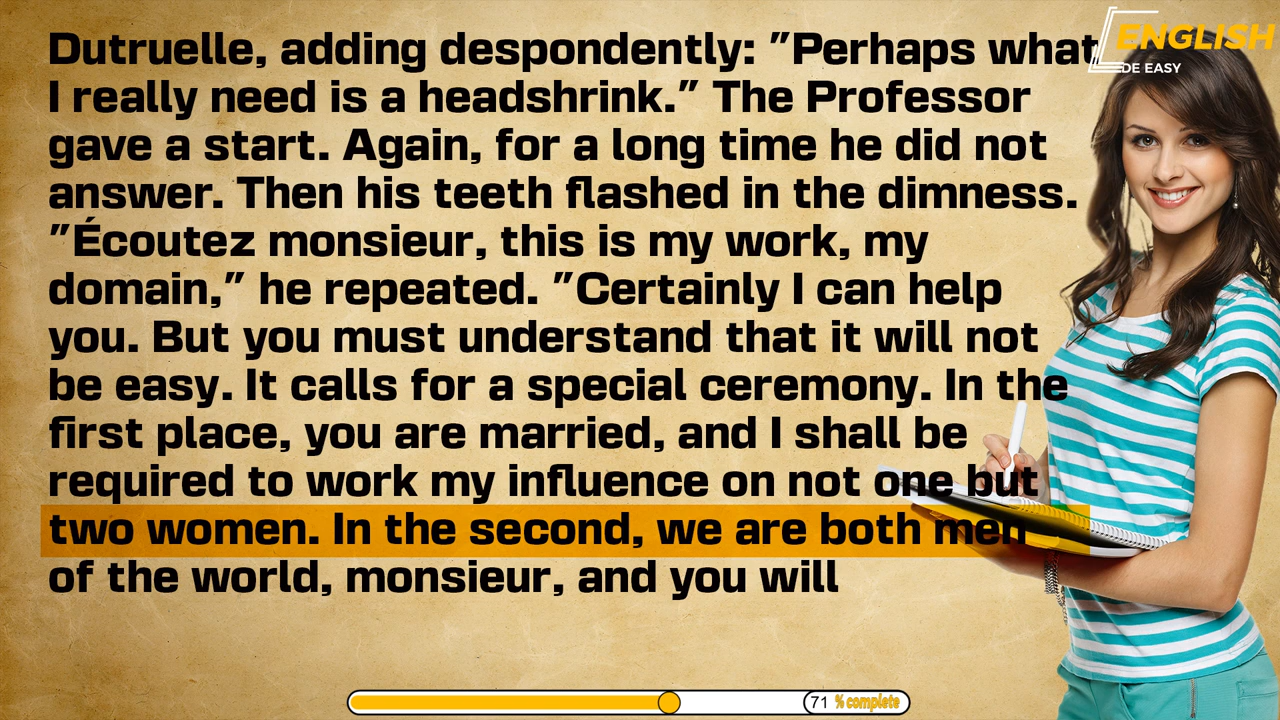 Dutruelle, adding despondently: "Perhaps what
I really need is a headshrink." The Professor
gave a start. Again, for a long time he did not
answer. Then his teeth flashed in the dimness.
"Écoutez monsieur, this is my work, my
domain," he repeated. "Certainly I can help
you. But you must understand that it will not
be easy. It calls for a special ceremony. In the
first place, you are married, and I shall be
required to work my influence on not one but
two women. In the second, we are both men
of the world, monsieur, and you will
ENGLISH
DE EASY
71 % complete